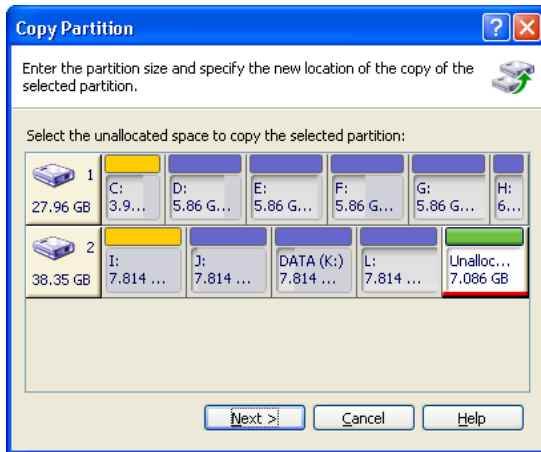 Copy Partition
Enter the partition size and specify the new location of the copy of the
selected partition.
Select the unallocated space to copy the selected partition:
1
27.96 GB
C:
3.9...
D:
5.86 G...
E:
5.86 G...
F:
5.86 G...
G:
5.86 G...
H:
6...
2
38.35 GB
I:
7.814 ...
J:
7.814 ...
DATA (K:)
7.814 ...
L:
7.814 ...
Unalloc...
7.086 GB
Next >
Cancel
Help